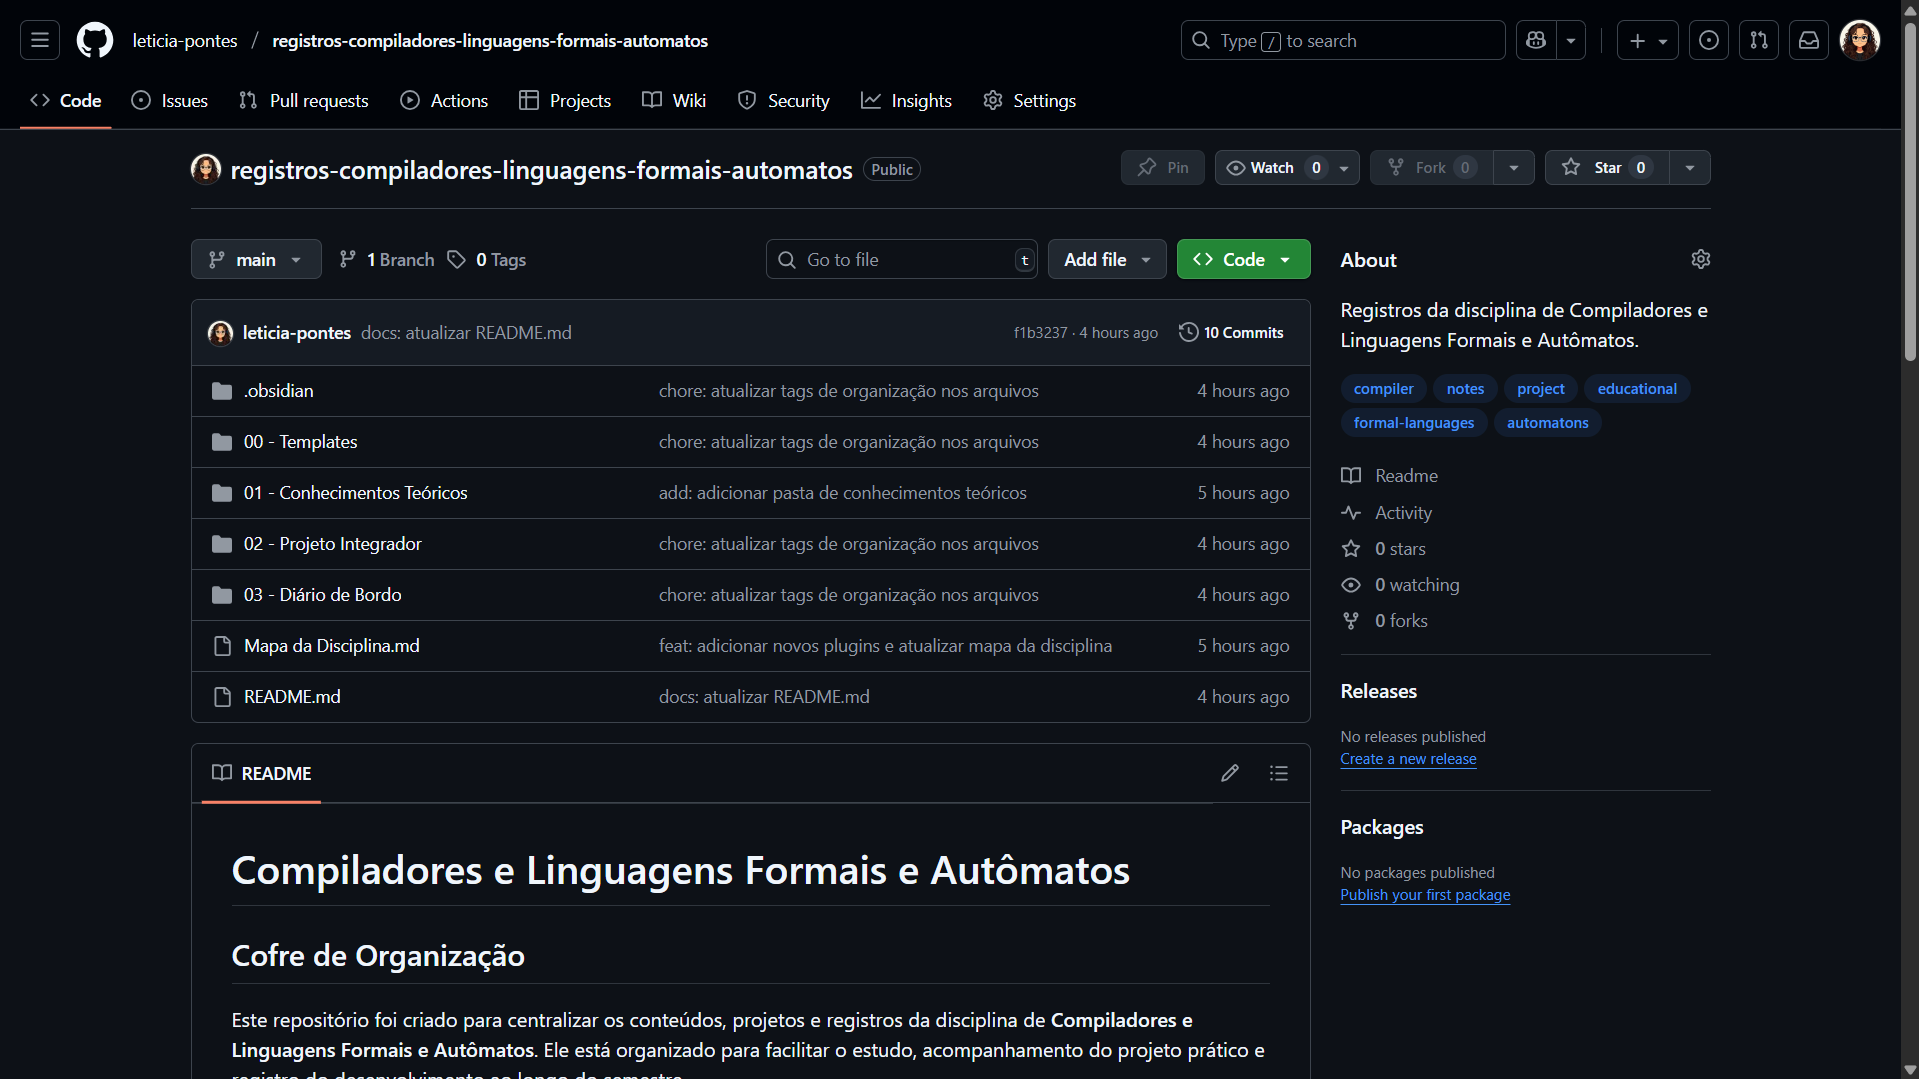 leticia-pontes / registros-compiladores-linguagens-formais-automatos
Type / to search
Code Issues Pull requests Actions Projects Wiki Security Insights Settings
registros-compiladores-linguagens-formais-automatos Public
Pin Watch 0 Fork 0 Star 0
main 1 Branch 0 Tags Go to file t Add file Code
leticia-pontes docs: atualizar README.md f1b3237 · 4 hours ago 10 Commits
.obsidian chore: atualizar tags de organização nos arquivos 4 hours ago
00 - Templates chore: atualizar tags de organização nos arquivos 4 hours ago
01 - Conhecimentos Teóricos add: adicionar pasta de conhecimentos teóricos 5 hours ago
02 - Projeto Integrador chore: atualizar tags de organização nos arquivos 4 hours ago
03 - Diário de Bordo chore: atualizar tags de organização nos arquivos 4 hours ago
Mapa da Disciplina.md feat: adicionar novos plugins e atualizar mapa da disciplina 5 hours ago
README.md docs: atualizar README.md 4 hours ago
README
Compiladores e Linguagens Formais e Autômatos
Cofre de Organização
Este repositório foi criado para centralizar os conteúdos, projetos e registros da disciplina de Compiladores e
Linguagens Formais e Autômatos. Ele está organizado para facilitar o estudo, acompanhamento do projeto prático e
registro do desenvolvimento ao longo do semestre.
About
Registros da disciplina de Compiladores e
Linguagens Formais e Autômatos.
compiler notes project educational
formal-languages automatons
Readme
Activity
0 stars
0 watching
0 forks
Releases
No releases published
Create a new release
Packages
No packages published
Publish your first package